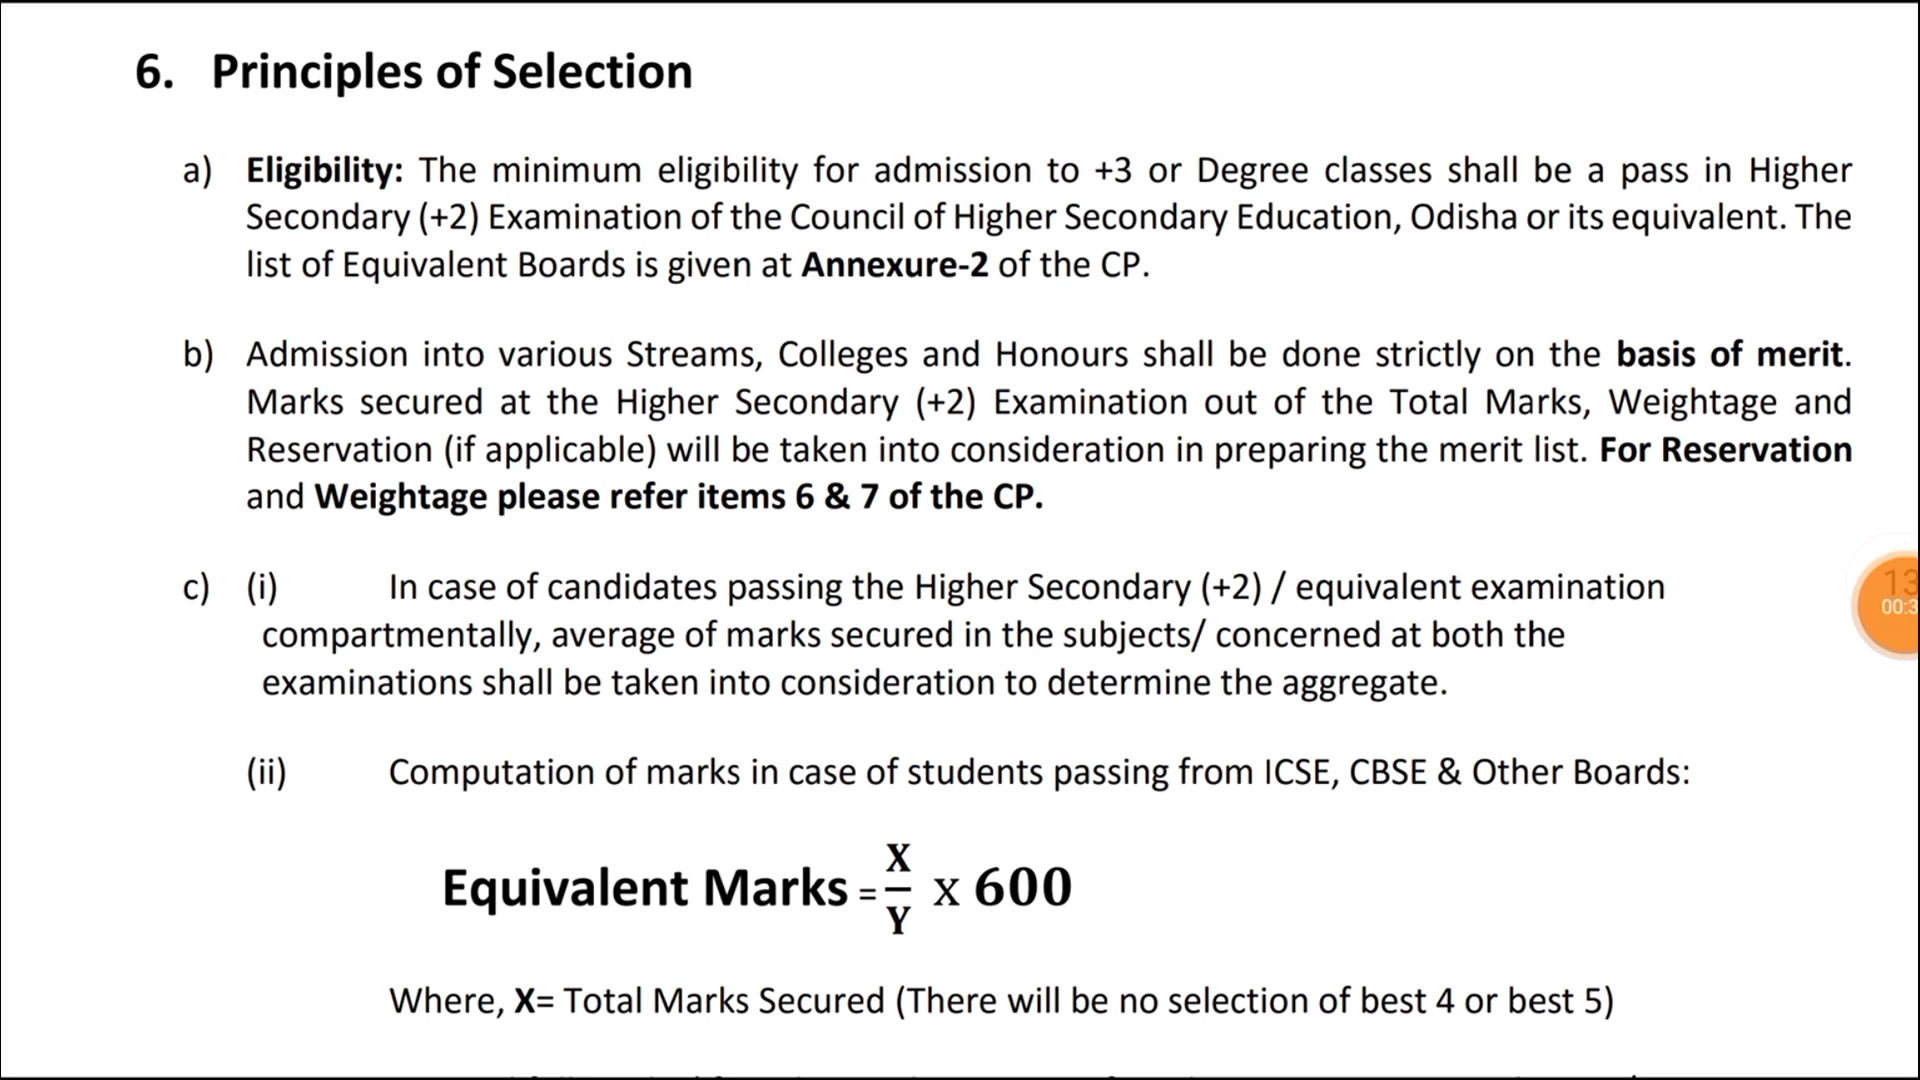 6. Principles of Selection
a) Eligibility: The minimum eligibility for admission to +3 or Degree classes shall be a pass in Higher
Secondary (+2) Examination of the Council of Higher Secondary Education, Odisha or its equivalent. The
list of Equivalent Boards is given at Annexure-2 of the CP.
b) Admission into various Streams, Colleges and Honours shall be done strictly on the basis of merit.
Marks secured at the Higher Secondary (+2) Examination out of the Total Marks, Weightage and
Reservation (if applicable) will be taken into consideration in preparing the merit list. For Reservation
and Weightage please refer items 6 & 7 of the CP.
c) (i) In case of candidates passing the Higher Secondary (+2) / equivalent examination
compartmentally, average of marks secured in the subjects/ concerned at both the
examinations shall be taken into consideration to determine the aggregate.
13
00:3
(ii) Computation of marks in case of students passing from ICSE, CBSE & Other Boards:
Equivalent Marks = X/Y x 600
Where, X= Total Marks Secured (There will be no selection of best 4 or best 5)